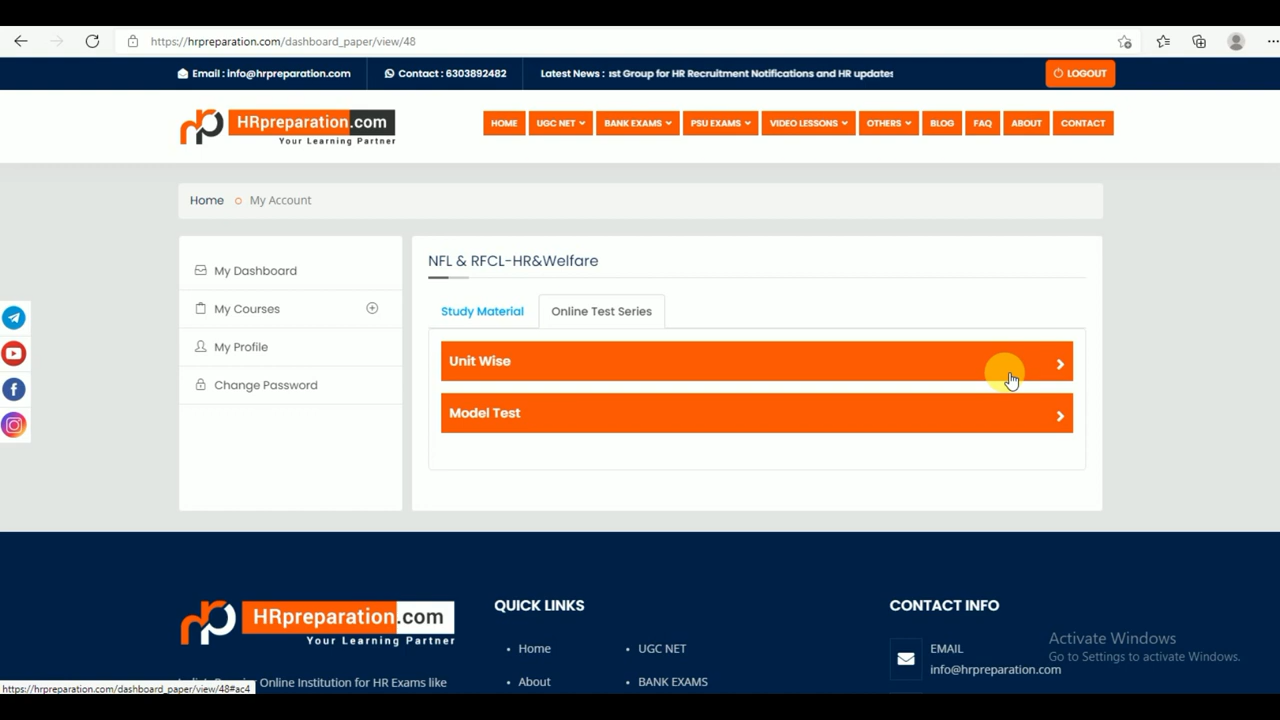 https://hrpreparation.com/dashboard_paper/view/48
Email : info@hrpreparation.com
Contact : 6303892482
Latest News : ıst Group for HR Recruitment Notifications and HR updates
LOGOUT
HRpreparation.com
Your Learning Partner
HOME
UGC NET
BANK EXAMS
PSU EXAMS
VIDEO LESSONS
OTHERS
BLOG
FAQ
ABOUT
CONTACT
Home
My Account
My Dashboard
My Courses
My Profile
Change Password
NFL & RFCL-HR&Welfare
Study Material
Online Test Series
Unit Wise
Model Test
HRpreparation.com
Your Learning Partner
Online Institution for HR Exams like
QUICK LINKS
Home
UGC NET
About
BANK EXAMS
CONTACT INFO
EMAIL
info@hrpreparation.com
Activate Windows
Go to Settings to activate Windows.
https://hrpreparation.com/dashboard_paper/view/48#ac4